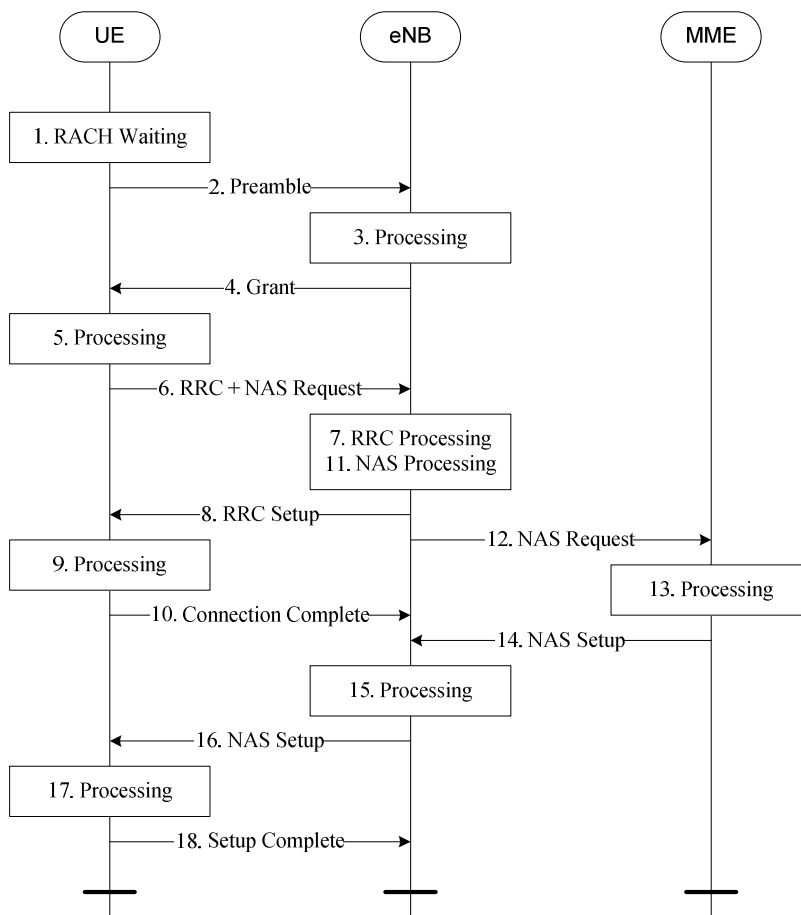 UE
eNB
MME
1. RACH Waiting
2. Preamble
3. Processing
4. Grant
5. Processing
6. RRC + NAS Request
7. RRC Processing
11. NAS Processing
8. RRC Setup
12. NAS Request
9. Processing
13. Processing
10. Connection Complete
14. NAS Setup
15. Processing
16. NAS Setup
17. Processing
18. Setup Complete